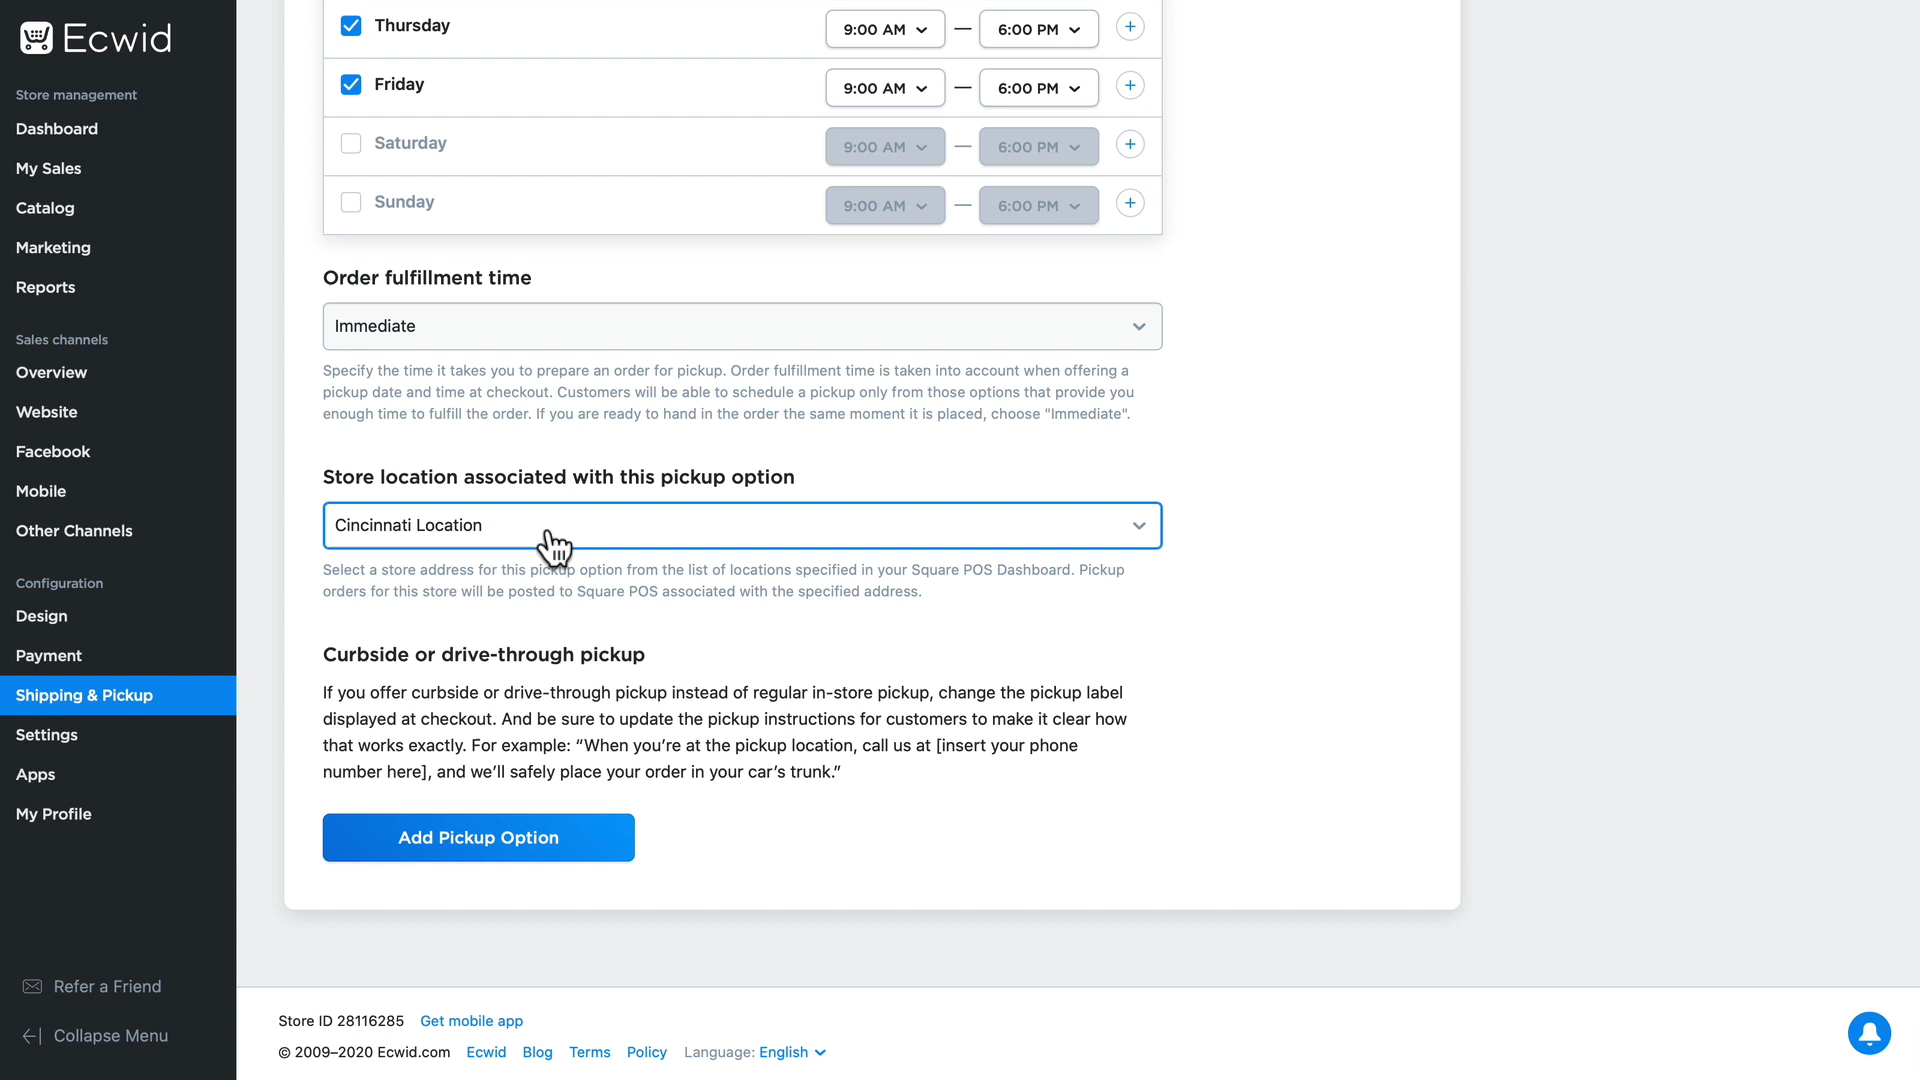 Ecwid
Store management
Dashboard
My Sales
Catalog
Marketing
Reports
Sales channels
Overview
Website
Facebook
Mobile
Other Channels
Configuration
Design
Payment
Shipping & Pickup
Settings
Apps
My Profile
Refer a Friend
Collapse Menu
Thursday 9:00 AM — 6:00 PM +
Friday 9:00 AM — 6:00 PM +
Saturday 9:00 AM — 6:00 PM +
Sunday 9:00 AM — 6:00 PM +
Order fulfillment time
Immediate
Specify the time it takes you to prepare an order for pickup. Order fulfillment time is taken into account when offering a
pickup date and time at checkout. Customers will be able to schedule a pickup only from those options that provide you
enough time to fulfill the order. If you are ready to hand in the order the same moment it is placed, choose "Immediate".
Store location associated with this pickup option
Cincinnati Location
Select a store address for this pickup option from the list of locations specified in your Square POS Dashboard. Pickup
orders for this store will be posted to Square POS associated with the specified address.
Curbside or drive-through pickup
If you offer curbside or drive-through pickup instead of regular in-store pickup, change the pickup label
displayed at checkout. And be sure to update the pickup instructions for customers to make it clear how
that works exactly. For example: “When you’re at the pickup location, call us at [insert your phone
number here], and we’ll safely place your order in your car’s trunk.”
Add Pickup Option
Store ID 28116285 Get mobile app
© 2009–2020 Ecwid.com Ecwid Blog Terms Policy Language: English